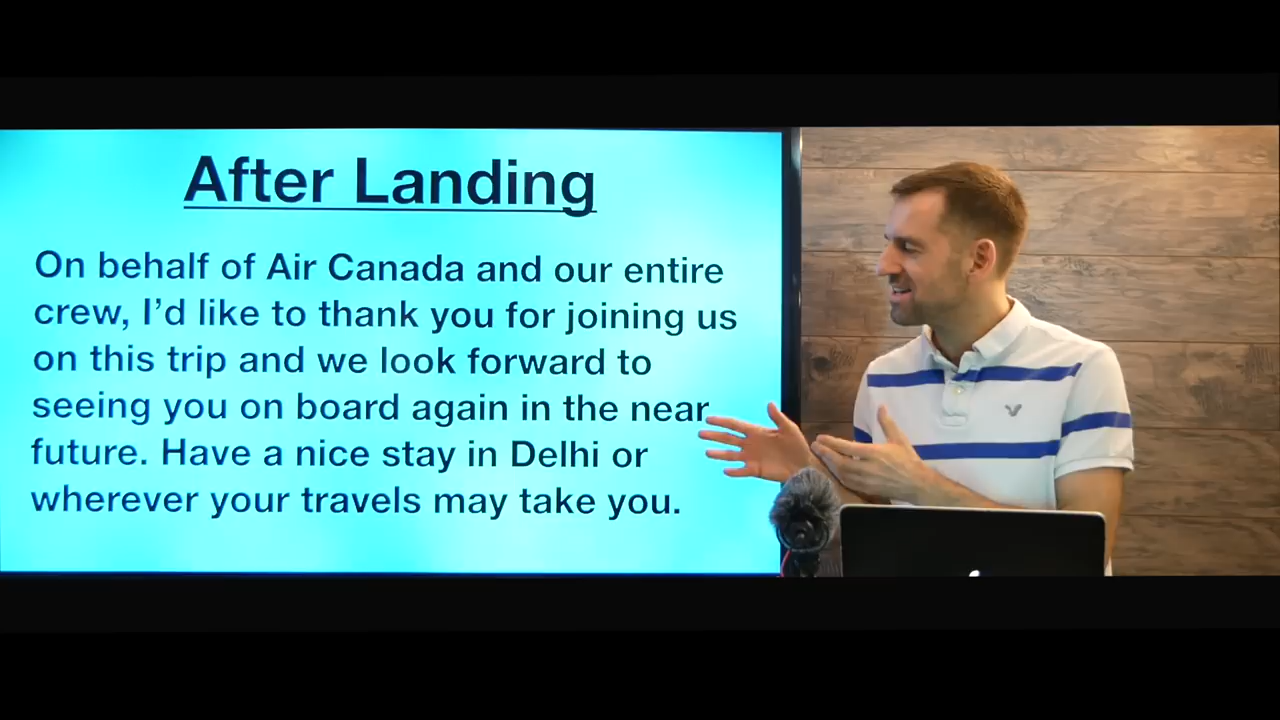 After Landing
On behalf of Air Canada and our entire
crew, I'd like to thank you for joining us
on this trip and we look forward to
seeing you on board again in the near
future. Have a nice stay in Delhi or
wherever your travels may take you.